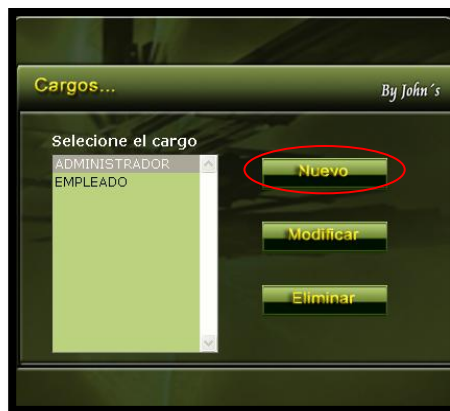 Cargos...
By John´s
Selecione el cargo
ADMINISTRADOR
EMPLEADO
Nuevo
Modificar
Eliminar